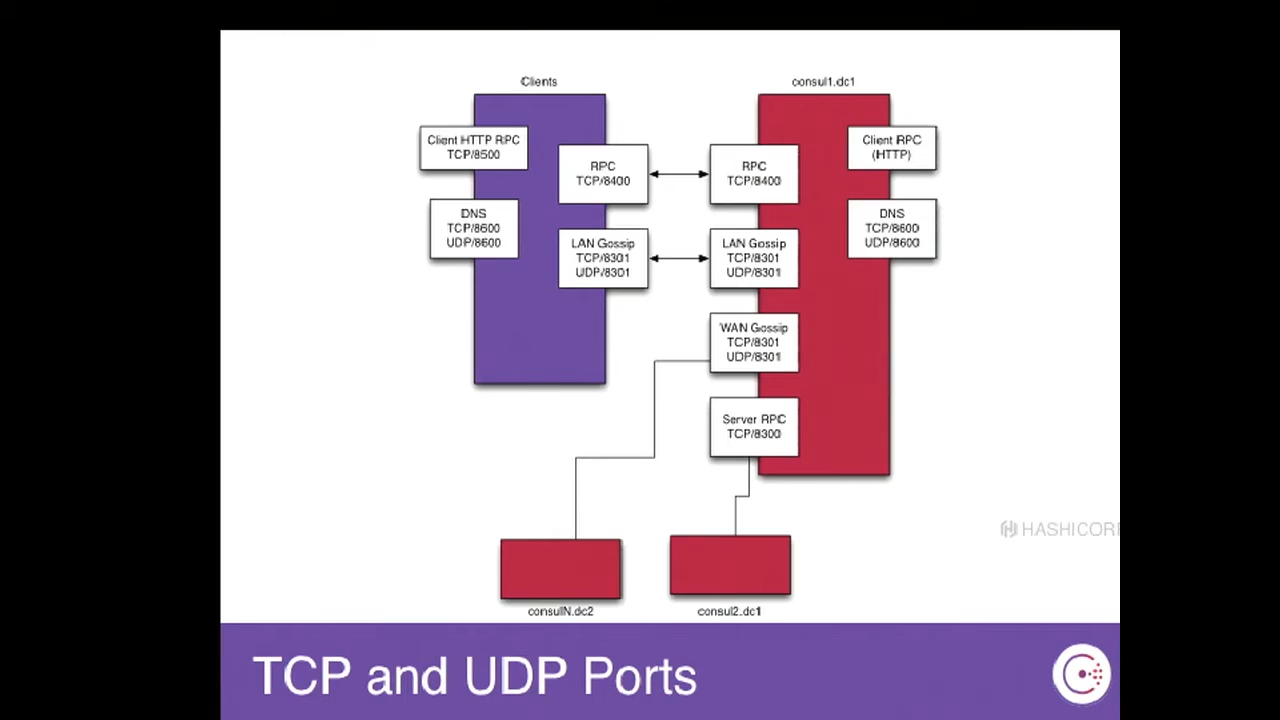 Clients
consul1.dc1
Client HTTP RPC
TCP/8500
RPC
TCP/8400
RPC
TCP/8400
Client RPC
(HTTP)
DNS
TCP/8600
UDP/8600
LAN Gossip
TCP/8301
UDP/8301
LAN Gossip
TCP/8301
UDP/8301
DNS
TCP/8600
UDP/8600
WAN Gossip
TCP/8301
UDP/8301
Server RPC
TCP/8300
HASHICORP
consulN.dc2
consul2.dc1
TCP and UDP Ports